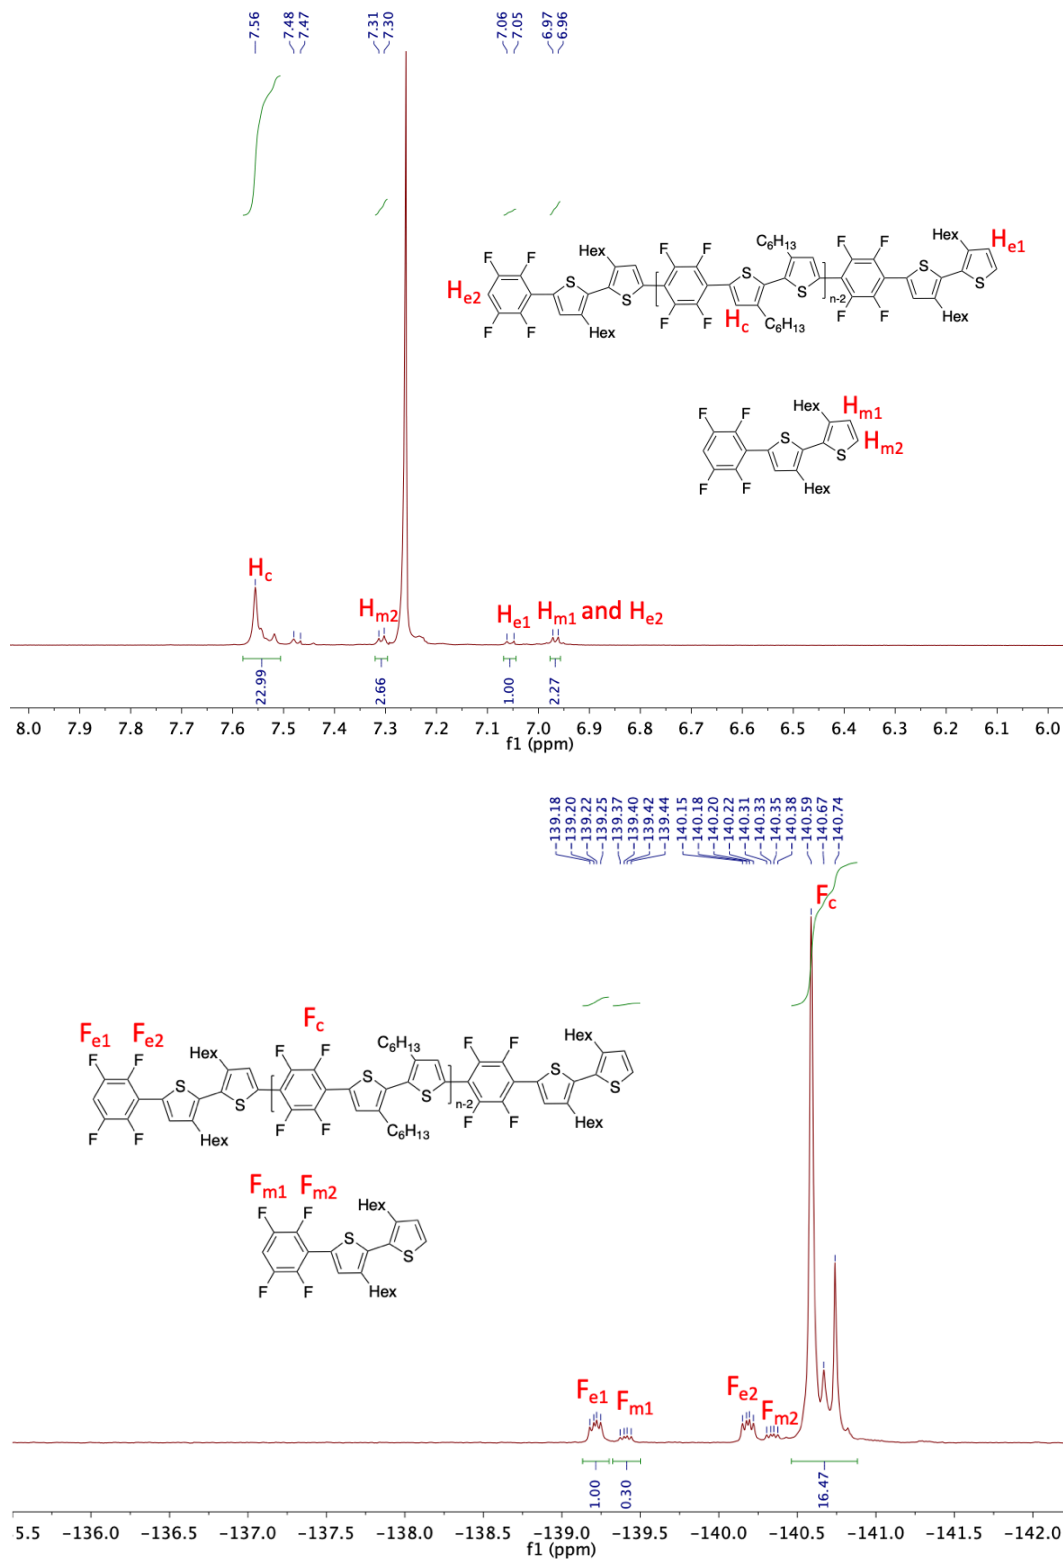 7.56 7.48 7.47 7.31 7.30 7.06 7.05 6.97 6.96
Hex C6H13 F F F F F F Hex He1
He2 S S S S S S
F F Hex F F Hc C6H13 n-2 F F Hex
F F Hex Hm1
S S Hm2
F F Hex
Hc Hm2 He1 Hm1 and He2
22.99 2.66 1.00 2.27
8.0 7.9 7.8 7.7 7.6 7.5 7.4 7.3 7.2 7.1 7.0 6.9 6.8 6.7 6.6 6.5 6.4 6.3 6.2 6.1 6.0
f1 (ppm)
-139.18 -139.20 -139.22 -139.25 -139.37 -139.40 -139.42 -139.44 -140.15 -140.18 -140.20 -140.22 -140.31 -140.33 -140.35 -140.38 -140.59 -140.67 -140.74
Fc
Fe1 Fe2 Fc
F F Hex F F C6H13 F F Hex
S S S S S S
F F Hex F F C6H13 n-2 F F Hex
Fm1 Fm2
F F Hex
S S
F F Hex
Fe1 Fm1 Fe2 Fm2
1.00 0.30 16.47
5.5 -136.0 -136.5 -137.0 -137.5 -138.0 -138.5 -139.0 -139.5 -140.0 -140.5 -141.0 -141.5 -142.0
f1 (ppm)